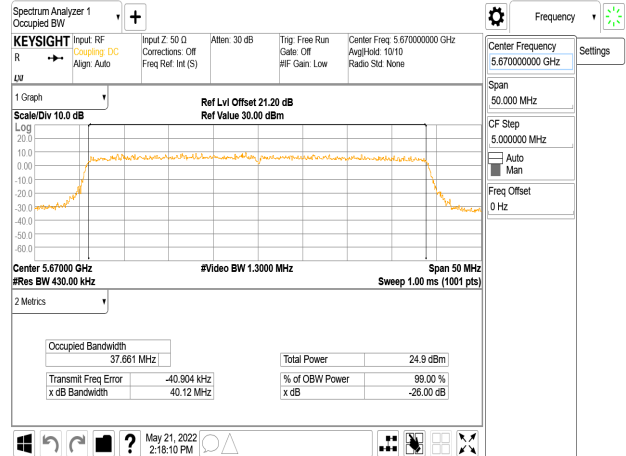 Spectrum Analyzer 1
Occupied BW
Frequency
KEYSIGHT
R
Input: RF
Coupling: DC
Align: Auto
Input Z: 50 Ω
Corrections: Off
Freq Ref: Int (S)
Atten: 30 dB
Trig: Free Run
Gate: Off
#IF Gain: Low
Center Freq: 5.670000000 GHz
Avg|Hold: 10/10
Radio Std: None
Center Frequency
5.670000000 GHz
Settings
Span
50.000 MHz
CF Step
5.000000 MHz
Auto
Man
Freq Offset
0 Hz
1 Graph
Scale/Div 10.0 dB
Ref Lvl Offset 21.20 dB
Ref Value 30.00 dBm
Log
20.0
10.0
0.00
-10.0
-20.0
-30.0
-40.0
-50.0
-60.0
Center 5.67000 GHz
#Video BW 1.3000 MHz
Span 50 MHz
#Res BW 430.00 kHz
Sweep 1.00 ms (1001 pts)
2 Metrics
Occupied Bandwidth
37.661 MHz
Total Power 24.9 dBm
Transmit Freq Error -40.904 kHz
% of OBW Power 99.00 %
x dB Bandwidth 40.12 MHz
x dB -26.00 dB
May 21, 2022
2:18:10 PM